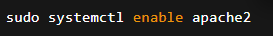 sudo systemctl enable apache2